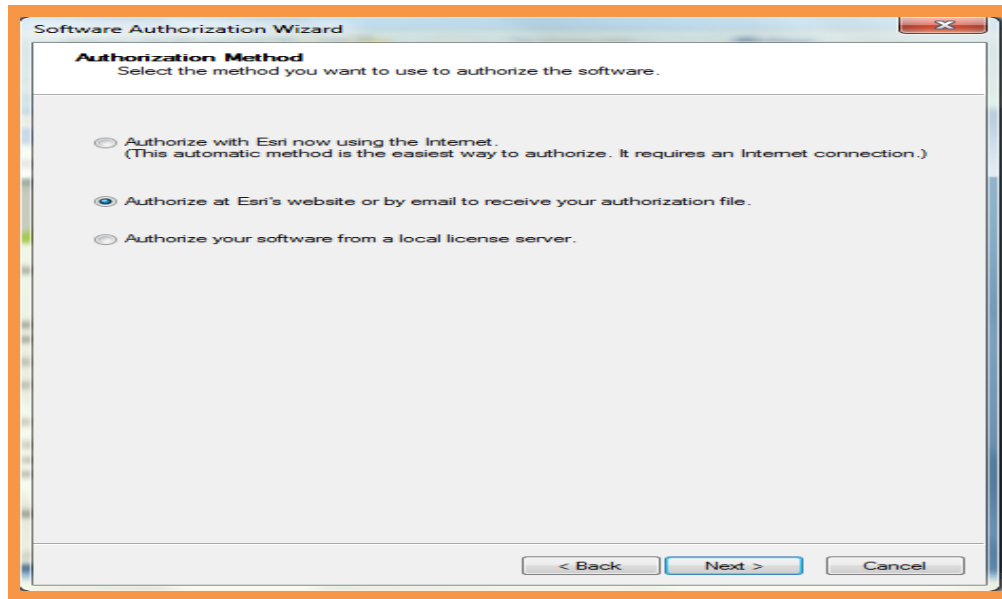 Software Authorization Wizard
Authorization Method
Select the method you want to use to authorize the software.
Authorize with Esri now using the Internet.
(This automatic method is the easiest way to authorize. It requires an Internet connection.)
Authorize at Esri's website or by email to receive your authorization file.
Authorize your software from a local license server.
< Back Next > Cancel